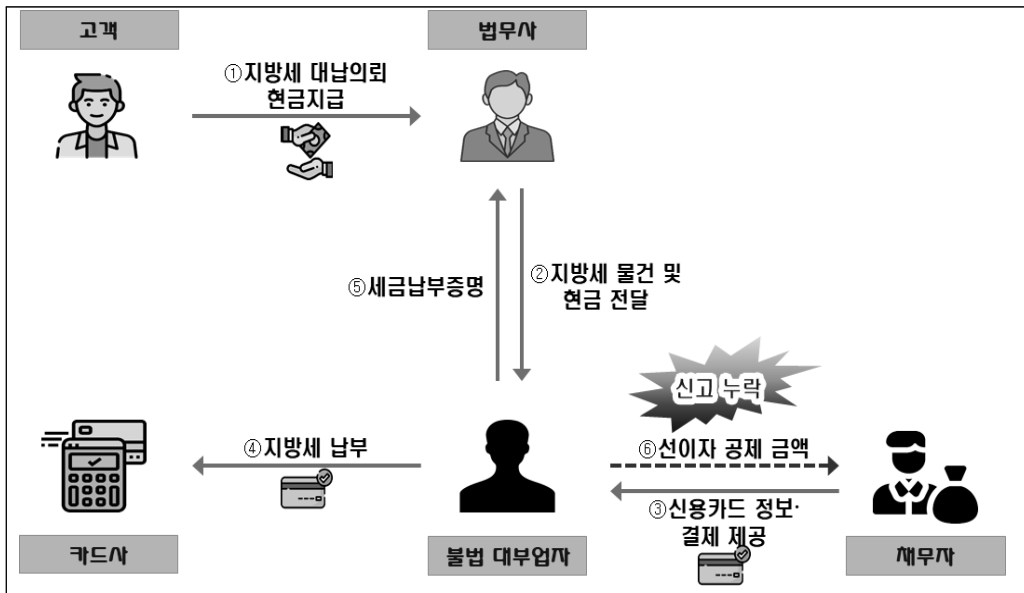 고객
법무사
①지방세 대납의뢰
현금지급
⑤세금납부증명
②지방세 물건 및
현금 전달
신고 누락
④지방세 납부
⑥선이자 공제 금액
③신용카드 정보·
결제 제공
카드사
불법 대부업자
채무자